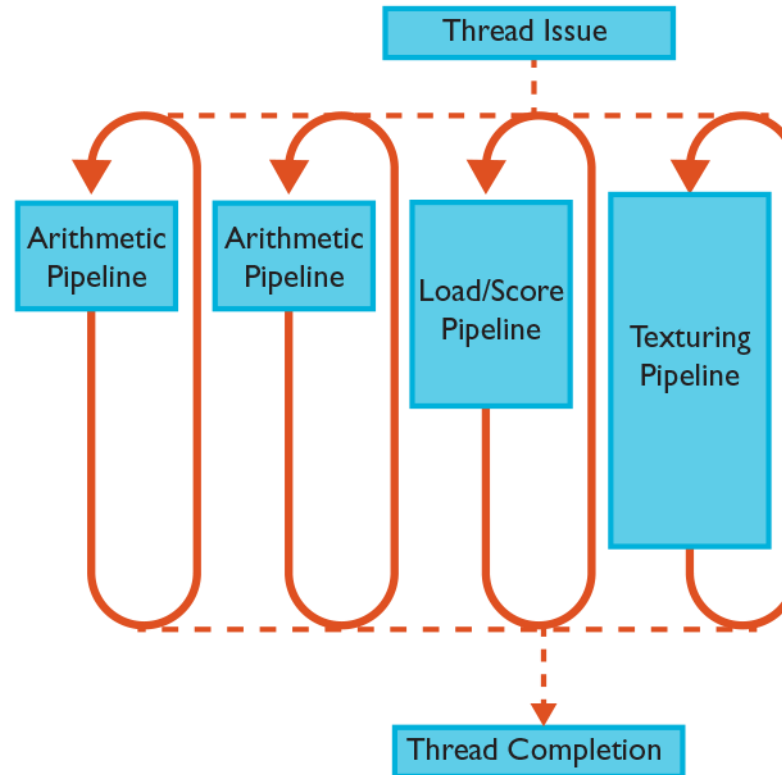 Thread Issue
Arithmetic
Pipeline
Arithmetic
Pipeline
Load/Score
Pipeline
Texturing
Pipeline
Thread Completion